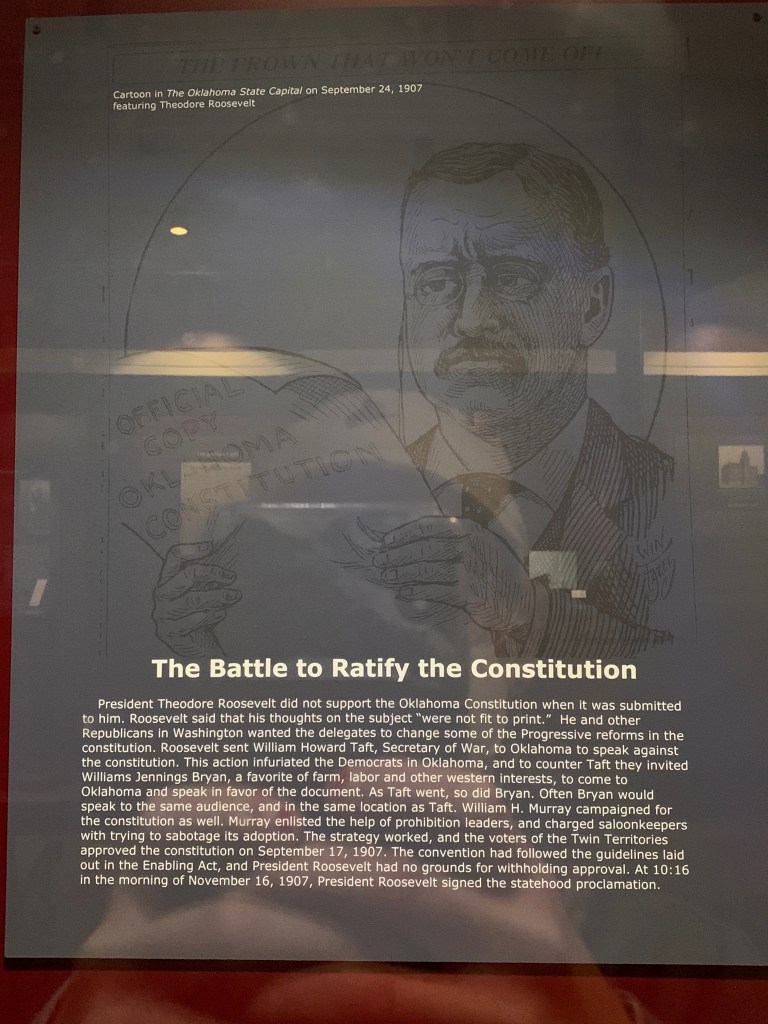 THE FROWN THAT WON'T COME OFF
Cartoon in The Oklahoma State Capital on September 24, 1907
featuring Theodore Roosevelt
OFFICIAL
COPY
OKLAHOMA
CONSTITUTION
The Battle to Ratify the Constitution
President Theodore Roosevelt did not support the Oklahoma Constitution when it was submitted
to him. Roosevelt said that his thoughts on the subject “were not fit to print.” He and other
Republicans in Washington wanted the delegates to change some of the Progressive reforms in the
constitution. Roosevelt sent William Howard Taft, Secretary of War, to Oklahoma to speak against
the constitution. This action infuriated the Democrats in Oklahoma, and to counter Taft they invited
Williams Jennings Bryan, a favorite of farm, labor and other western interests, to come to
Oklahoma and speak in favor of the document. As Taft went, so did Bryan. Often Bryan would
speak to the same audience, and in the same location as Taft. William H. Murray campaigned for
the constitution as well. Murray enlisted the help of prohibition leaders, and charged saloonkeepers
with trying to sabotage its adoption. The strategy worked, and the voters of the Twin Territories
approved the constitution on September 17, 1907. The convention had followed the guidelines laid
out in the Enabling Act, and President Roosevelt had no grounds for withholding approval. At 10:16
in the morning of November 16, 1907, President Roosevelt signed the statehood proclamation.